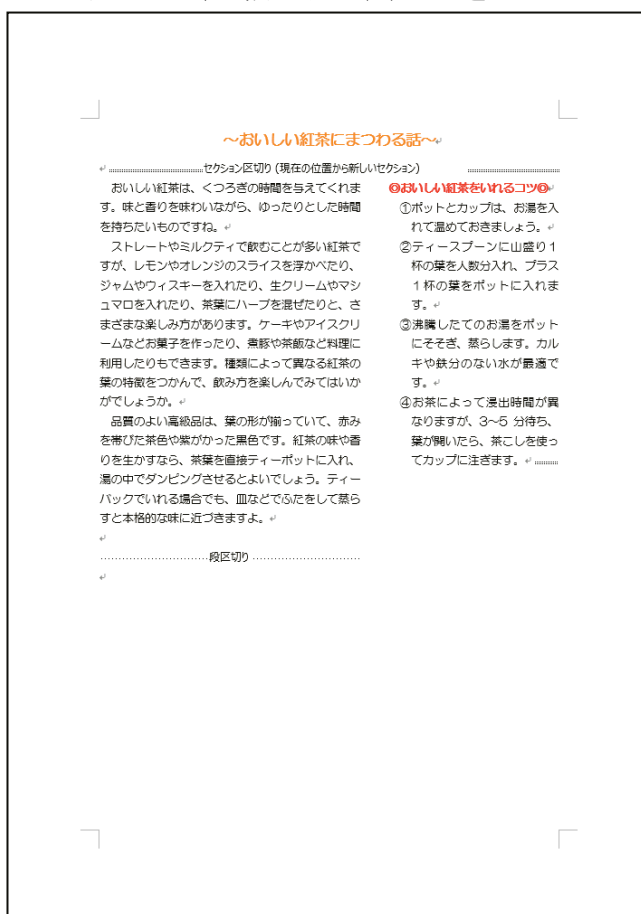 ～おいしい紅茶にまつわる話～
セクション区切り (現在の位置から新しいセクション)
おいしい紅茶は、くつろぎの時間を与えてくれま
す。味と香りを味わいながら、ゆったりとした時間
を持ちたいものですね。
ストレートやミルクティで飲むことが多い紅茶で
すが、レモンやオレンジのスライスを浮かべたり、
ジャムやウィスキーを入れたり、生クリームやマシ
ュマロを入れたり、茶葉にハーブを混ぜたりと、さ
まざまな楽しみ方があります。ケーキやアイスクリ
ームなどお菓子を作ったり、煮豚や茶飯など料理に
利用したりもできます。種類によって異なる紅茶の
葉の特徴をつかんで、飲み方を楽しんでみてはいか
がでしょうか。
品質のよい高級品は、葉の形が揃っていて、赤み
を帯びた茶色や紫がかった黒色です。紅茶の味や香
りを生かすなら、茶葉を直接ティーポットに入れ、
湯の中でダンピングさせるとよいでしょう。ティー
バックでいれる場合でも、皿などでふたをして蒸ら
すと本格的な味に近づきますよ。
段区切り
◎おいしい紅茶をいれるコツ◎
①ポットとカップは、お湯を入
れて温めておきましょう。
②ティースプーンに山盛り１
杯の葉を人数分入れ、プラス
１杯の葉をポットに入れま
す。
③沸騰したてのお湯をポット
にそそぎ、蒸らします。カル
キや鉄分のない水が最適で
す。
④お茶によって浸出時間が異
なりますが、3～5 分待ち、
葉が開いたら、茶こしを使っ
てカップに注ぎます。